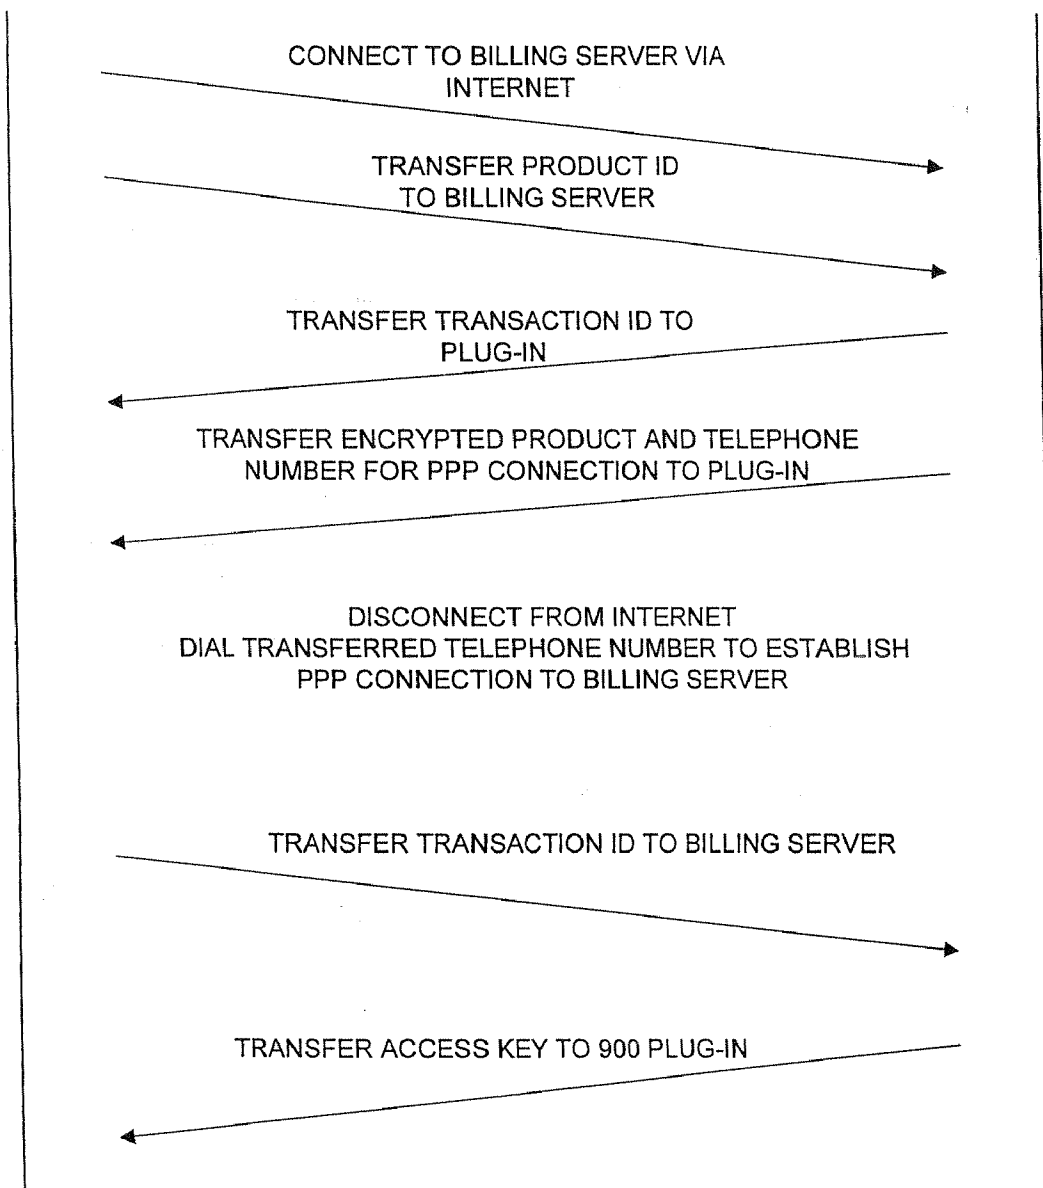 CONNECT TO BILLING SERVER VIA
INTERNET
TRANSFER PRODUCT ID
TO BILLING SERVER
TRANSFER TRANSACTION ID TO
PLUG-IN
TRANSFER ENCRYPTED PRODUCT AND TELEPHONE
NUMBER FOR PPP CONNECTION TO PLUG-IN
DISCONNECT FROM INTERNET
DIAL TRANSFERRED TELEPHONE NUMBER TO ESTABLISH
PPP CONNECTION TO BILLING SERVER
TRANSFER TRANSACTION ID TO BILLING SERVER
TRANSFER ACCESS KEY TO 900 PLUG-IN